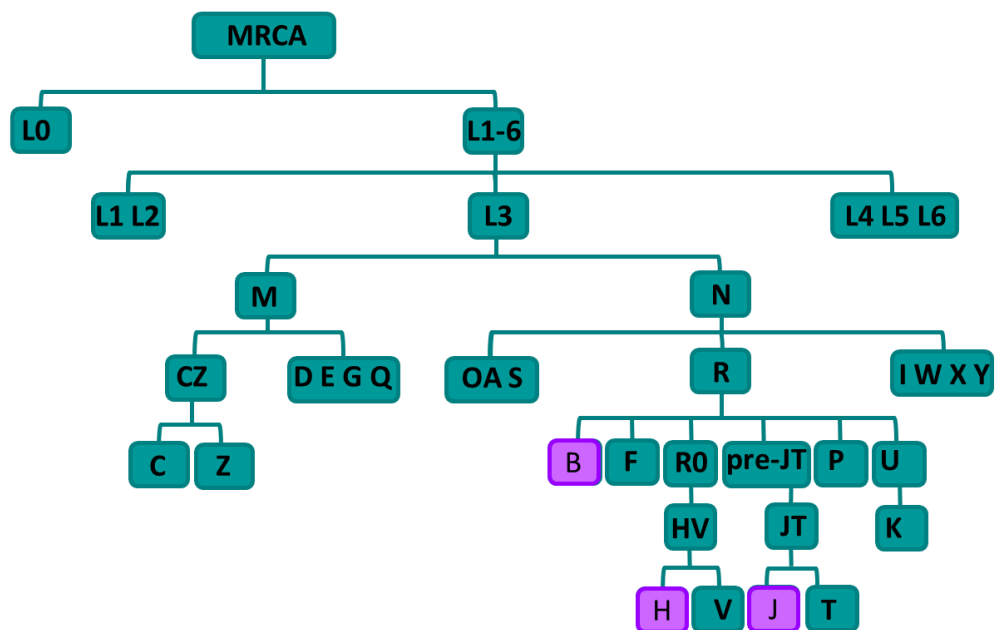 MRCA
L0
L1-6
L1 L2
L3
L4 L5 L6
M
N
CZ
D E G Q
OA S
R
I W X Y
C
Z
B
F
R0
pre-JT
P
U
HV
JT
K
H
V
J
T